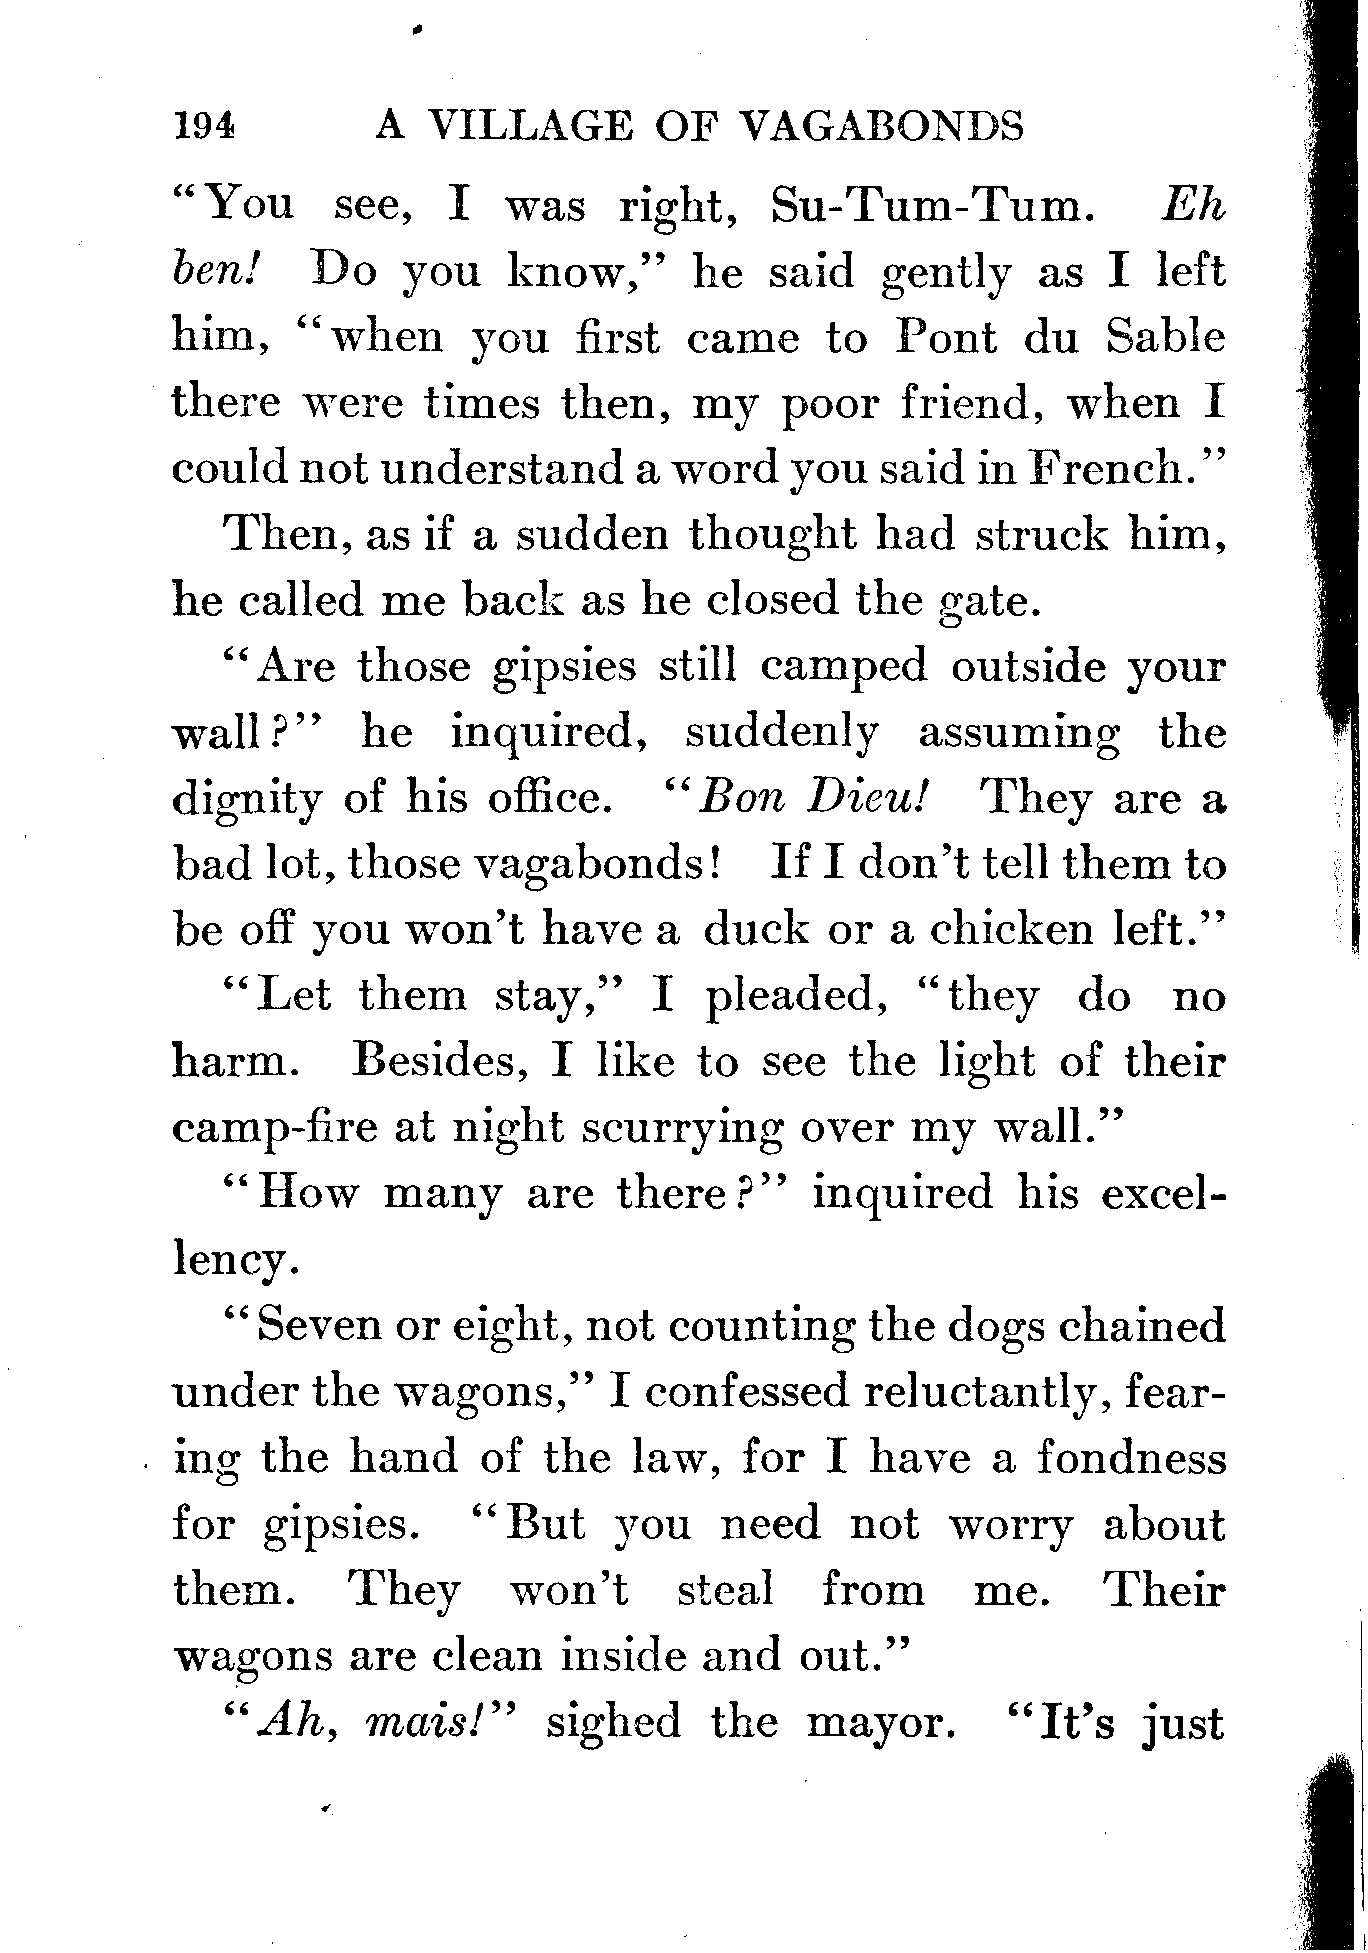 194 A VILLAGE OF VAGABONDS
“You see, I was right, Su-Tum-Tum. Eh
ben! Do you know,” he said gently as I left
him, “when you first came to Pont du Sable
there were times then, my poor friend, when I
could not understand a word you said in French.”
Then, as if a sudden thought had struck him,
he called me back as he closed the gate.
“Are those gipsies still camped outside your
wall?” he inquired, suddenly assuming the
dignity of his office. “Bon Dieu! They are a
bad lot, those vagabonds! If I don't tell them to
be off you won't have a duck or a chicken left.”
“Let them stay,” I pleaded, “they do no
harm. Besides, I like to see the light of their
camp-fire at night scurrying over my wall.”
“How many are there?” inquired his excel-
lency.
“Seven or eight, not counting the dogs chained
under the wagons,” I confessed reluctantly, fear-
ing the hand of the law, for I have a fondness
for gipsies. “But you need not worry about
them. They won't steal from me. Their
wagons are clean inside and out.”
“Ah, mais!” sighed the mayor. “It's just